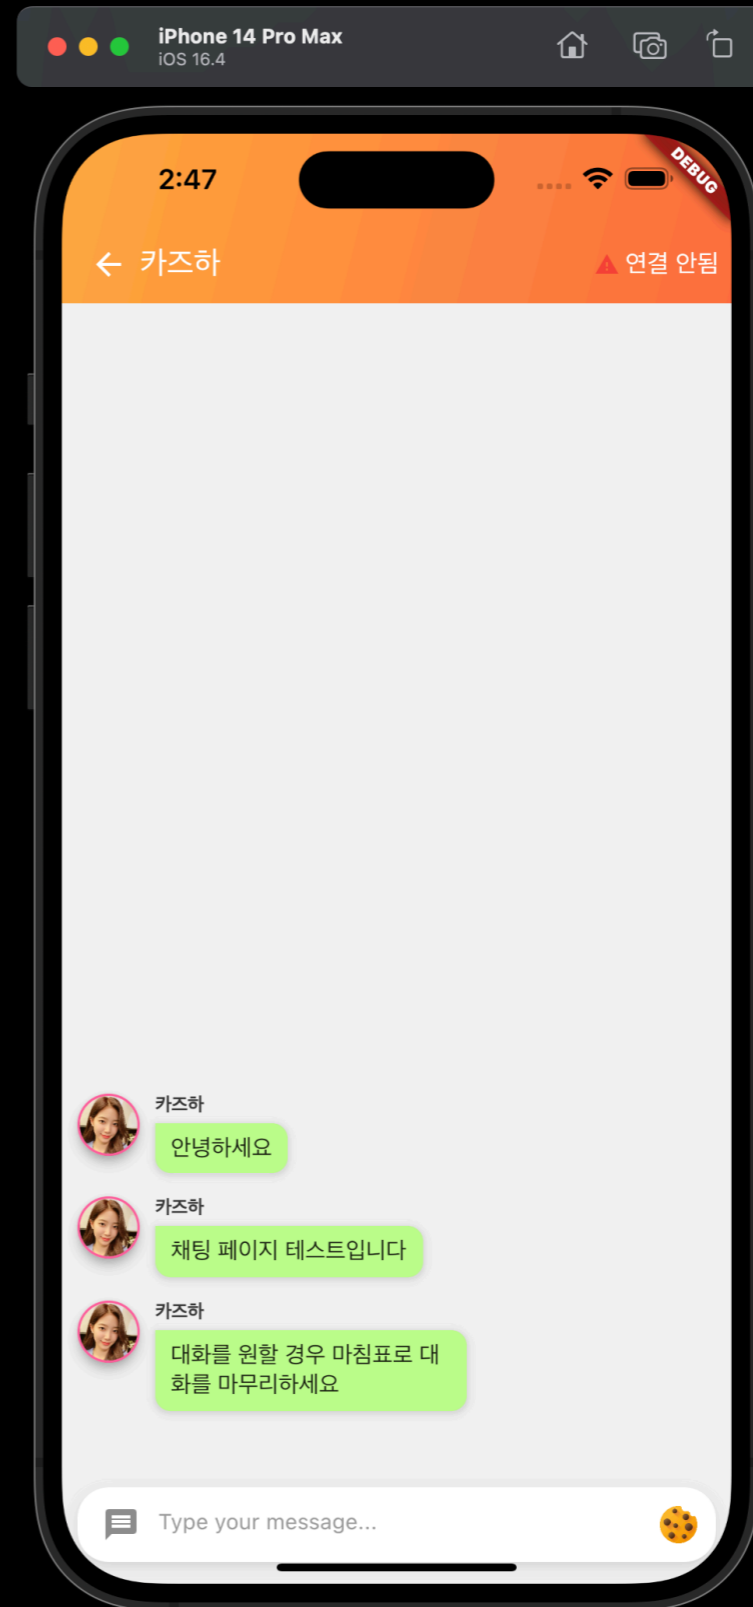 iPhone 14 Pro Max
iOS 16.4
2:47
DEBUG
카즈하
연결 안됨
카즈하
안녕하세요
카즈하
채팅 페이지 테스트입니다
카즈하
대화를 원할 경우 마침표로 대
화를 마무리하세요
Type your message...